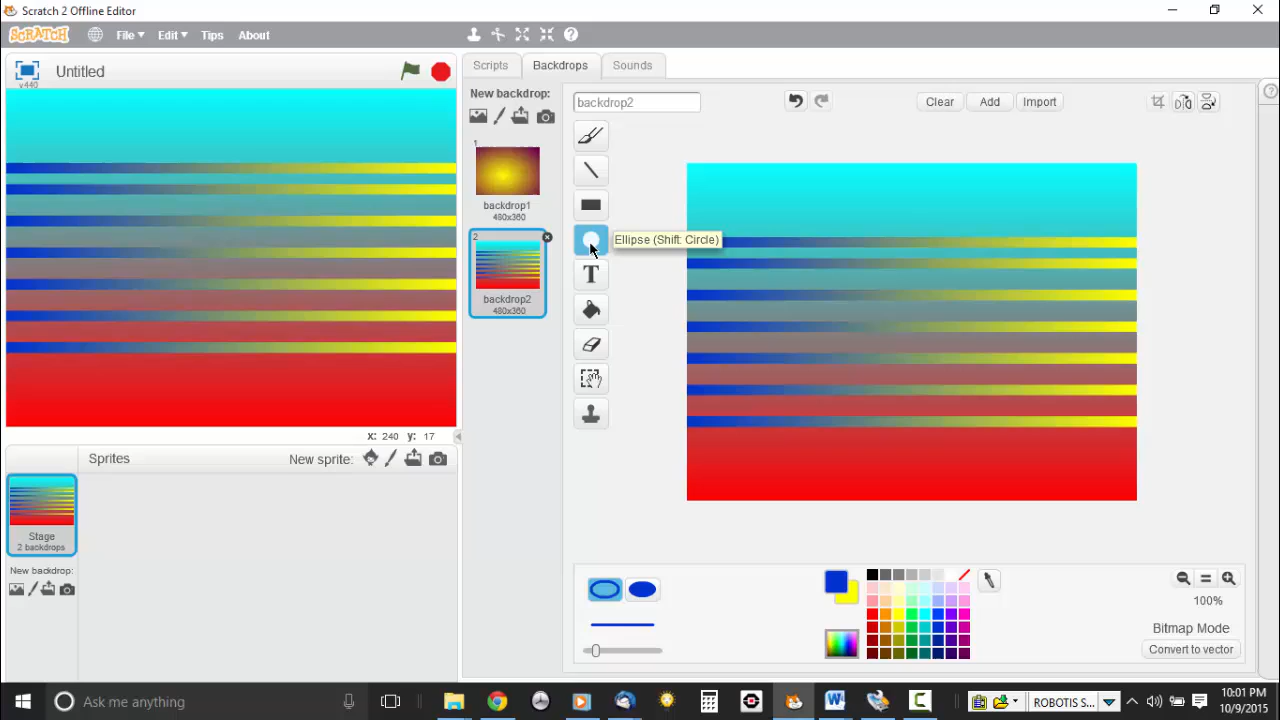 Scratch 2 Offline Editor
SCRATCH File Edit Tips About
v440 Untitled
Scripts Backdrops Sounds
New backdrop:
backdrop2 Clear Add Import
1
backdrop1
480x360
2
backdrop2
480x360
Ellipse (Shift: Circle)
T
x: 240 y: 17
Sprites New sprite:
Stage
2 backdrops
New backdrop:
100%
Bitmap Mode
Convert to vector
Ask me anything
ROBOTIS S...
10:01 PM
10/9/2015